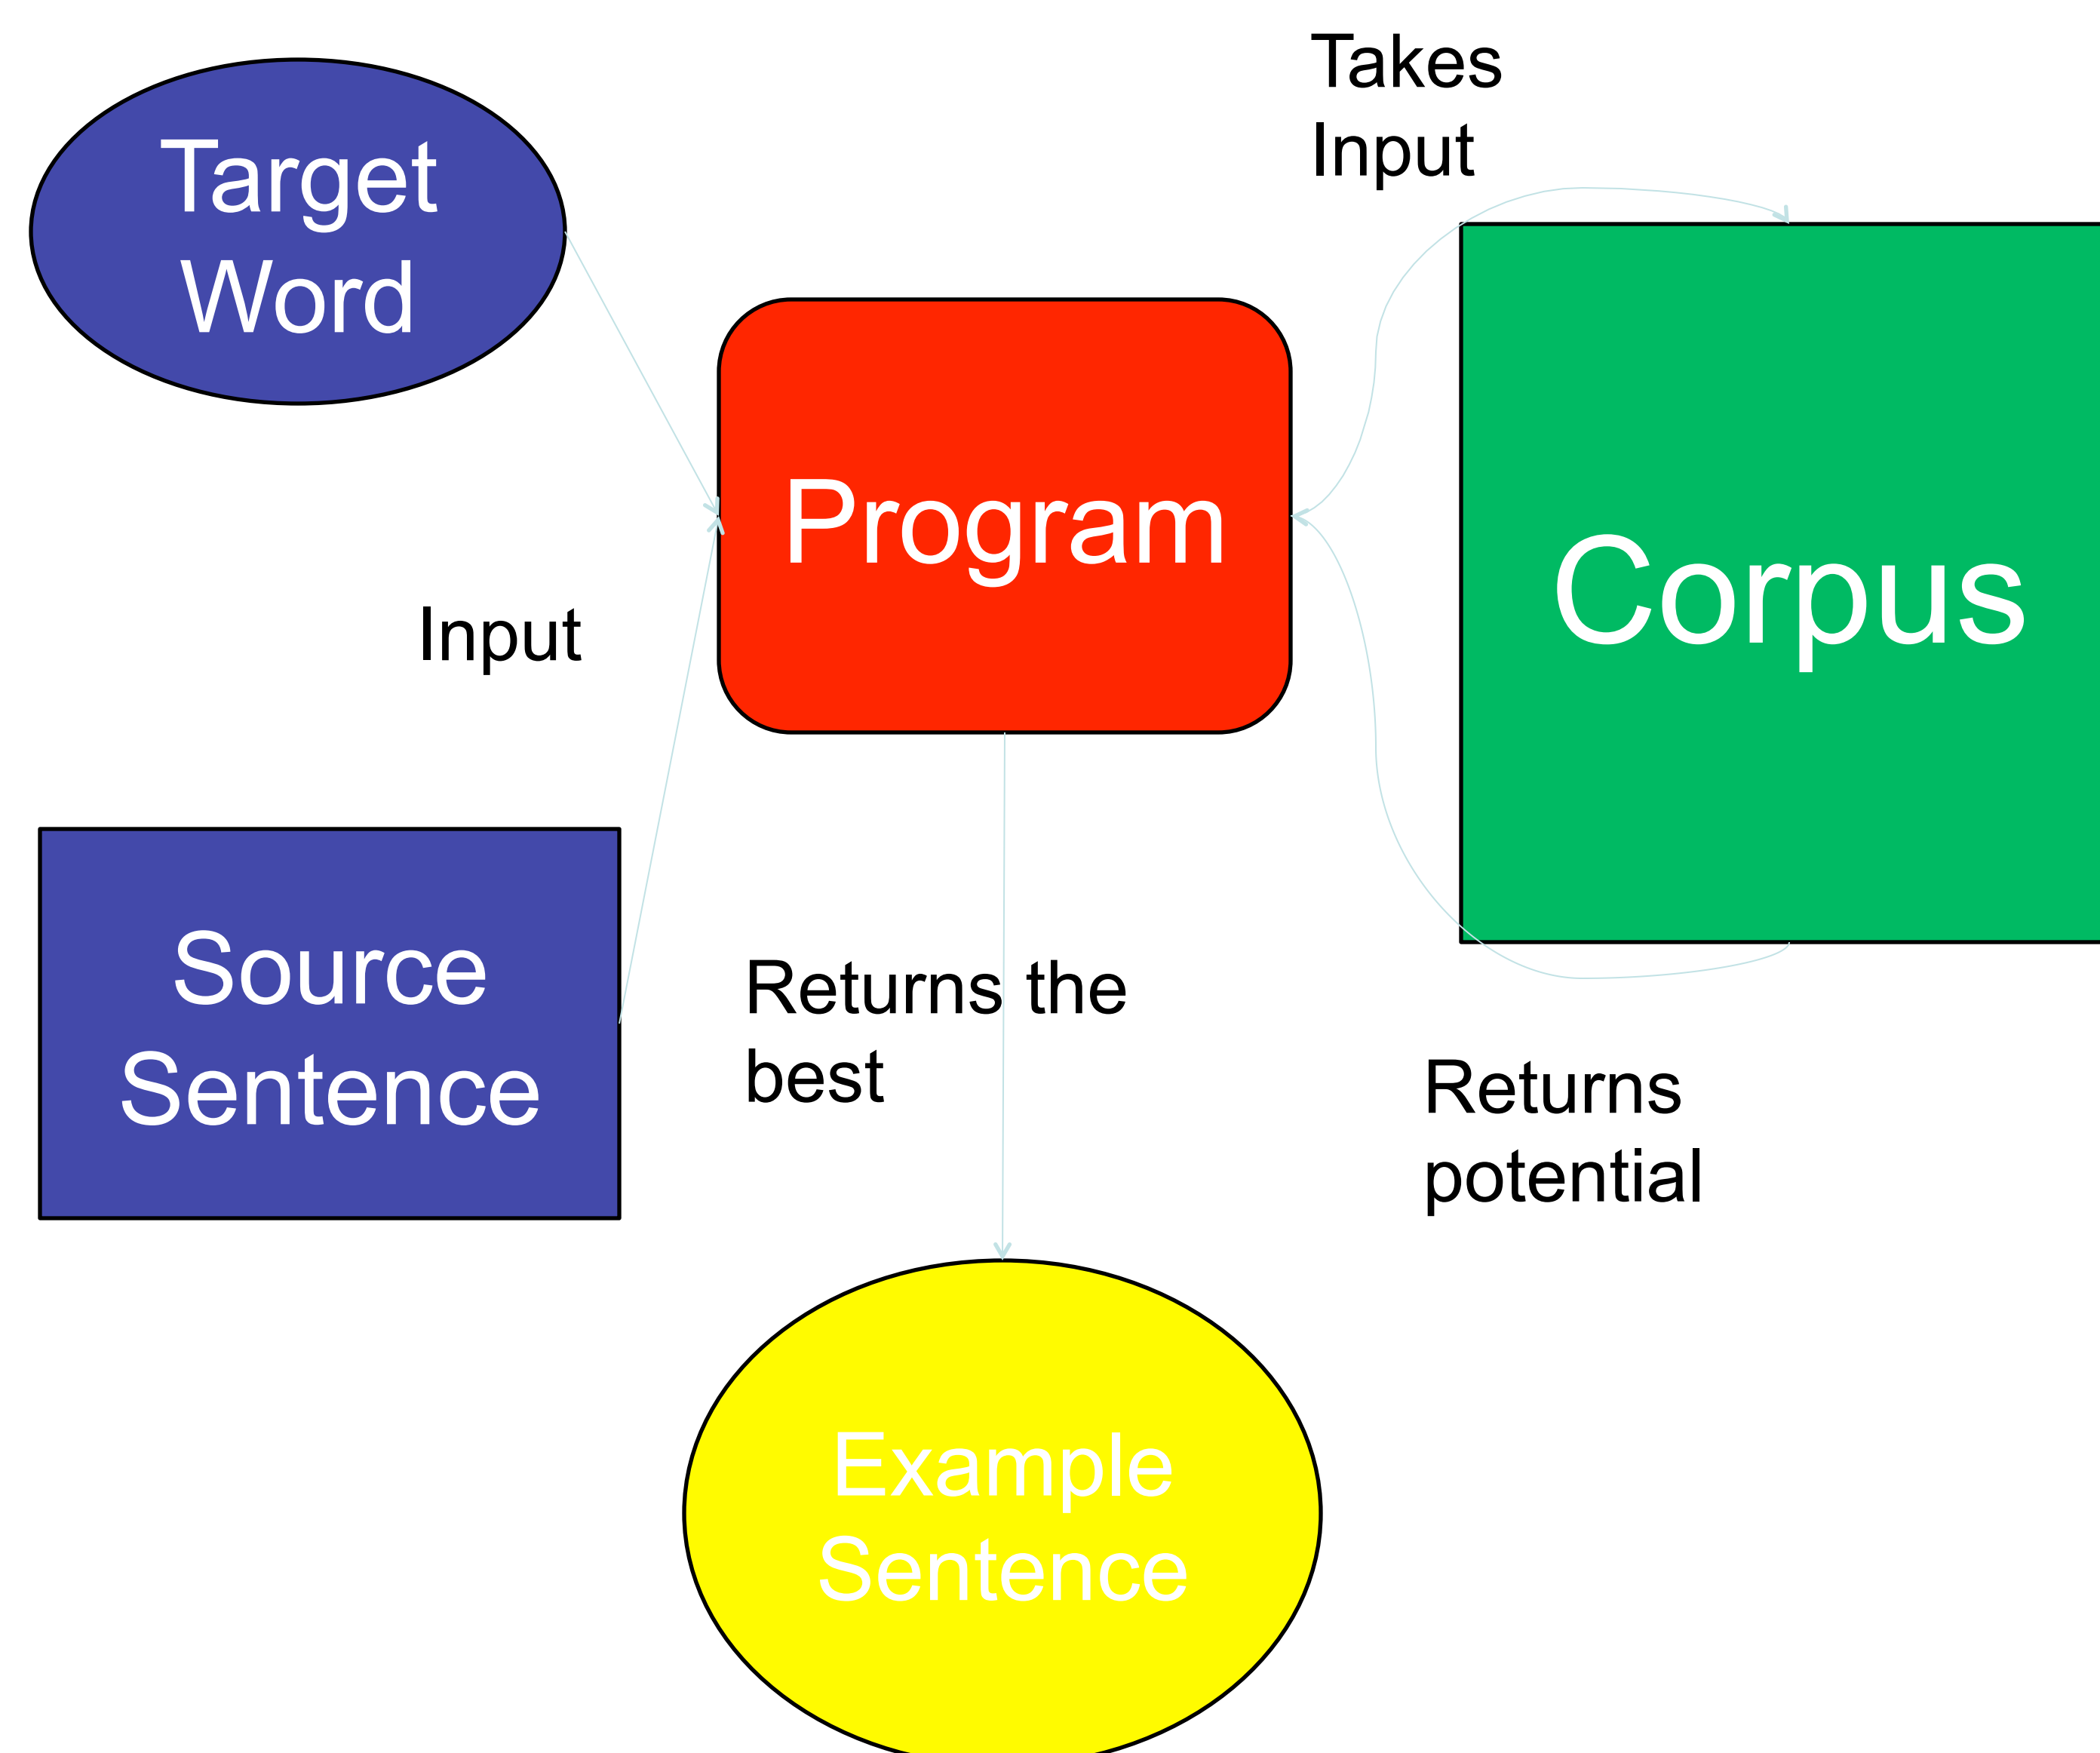 Takes
Input
Target
Word
Program
Corpus
Input
Source
Sentence
Returns the
best
Returns
potential
Example
Sentence